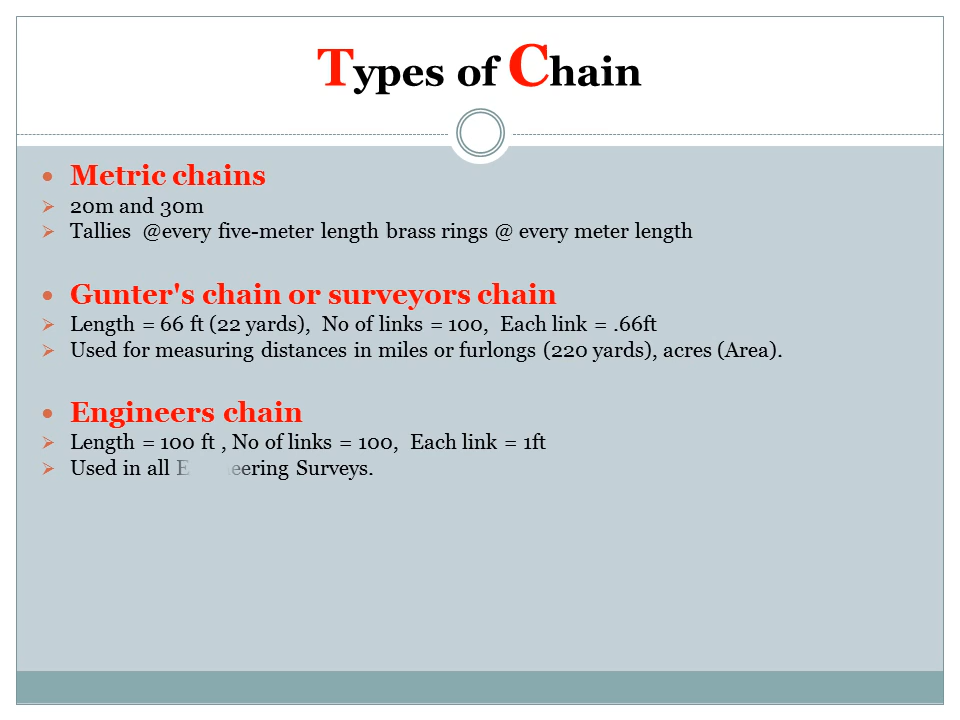 Types of Chain
Metric chains
20m and 30m
Tallies @every five-meter length brass rings @ every meter length
Gunter's chain or surveyors chain
Length = 66 ft (22 yards), No of links = 100, Each link = .66ft
Used for measuring distances in miles or furlongs (220 yards), acres (Area).
Engineers chain
Length = 100 ft , No of links = 100, Each link = 1ft
Used in all Surveys.